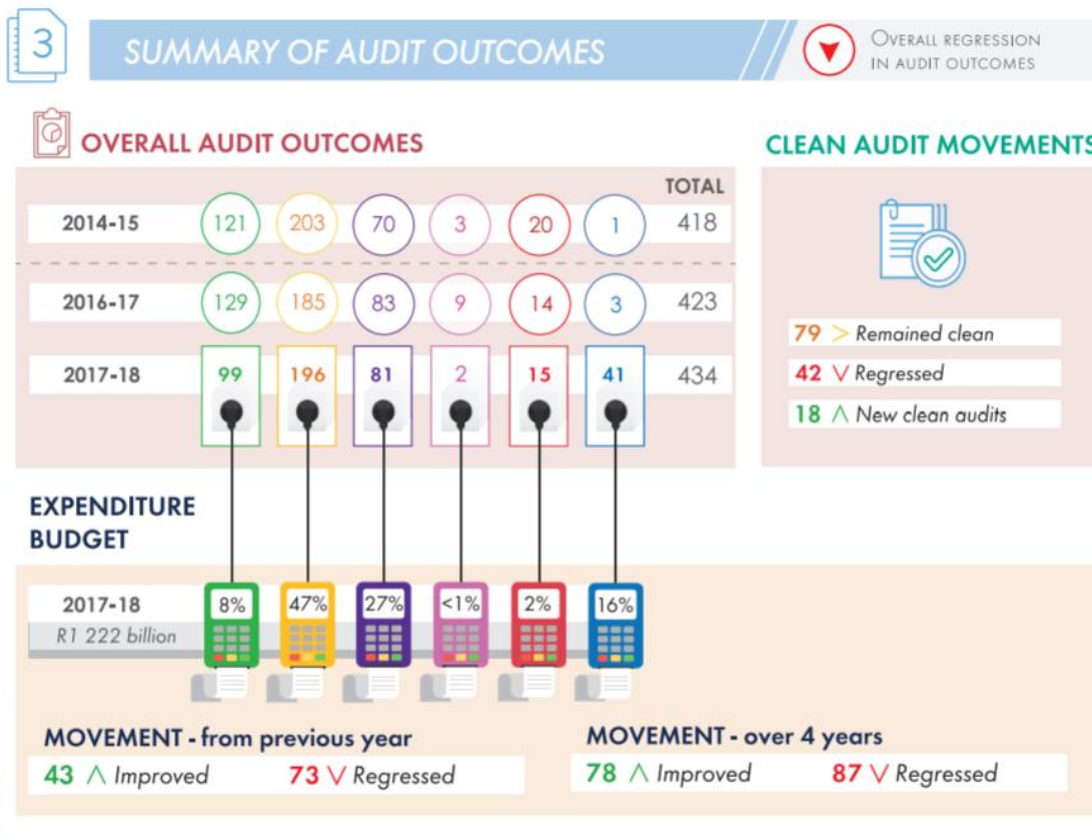 3
SUMMARY OF AUDIT OUTCOMES
OVERALL REGRESSION
IN AUDIT OUTCOMES
OVERALL AUDIT OUTCOMES
TOTAL
2014-15 121 203 70 3 20 1 418
2016-17 129 185 83 9 14 3 423
2017-18 99 196 81 2 15 41 434
CLEAN AUDIT MOVEMENTS
79 > Remained clean
42 ∨ Regressed
18 ∧ New clean audits
EXPENDITURE
BUDGET
2017-18 8% 47% 27% <1% 2% 16%
R1 222 billion
MOVEMENT - from previous year
43 ∧ Improved 73 ∨ Regressed
MOVEMENT - over 4 years
78 ∧ Improved 87 ∨ Regressed